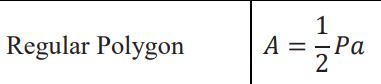 Regular Polygon A = 1/2 Pa